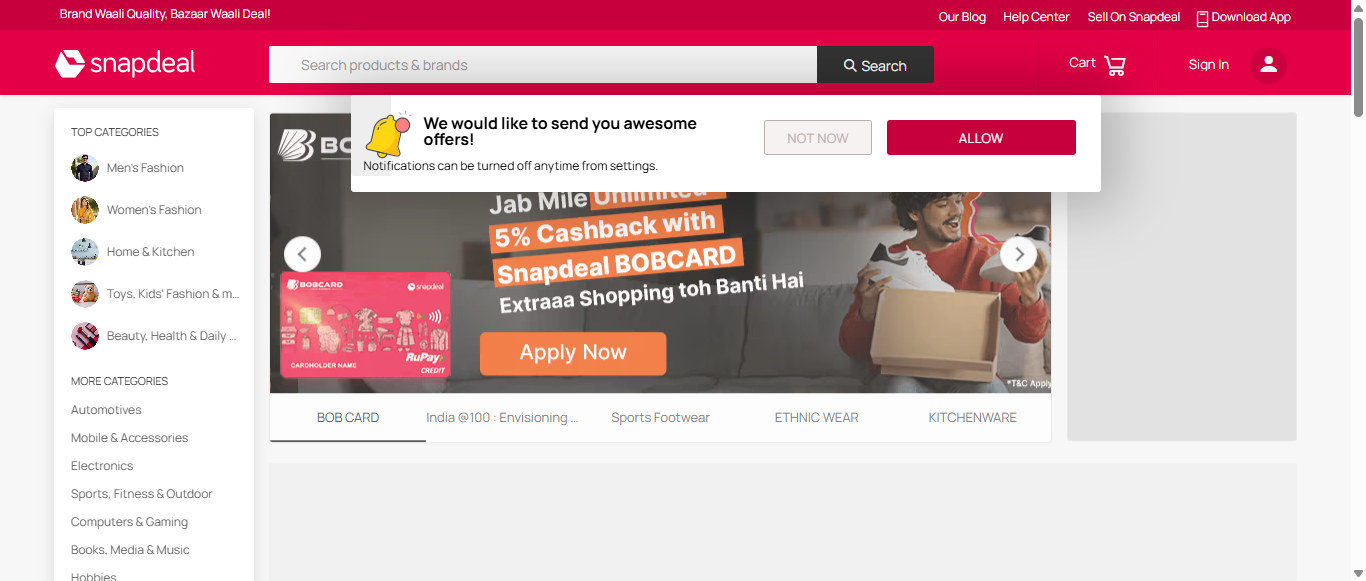 Brand Waali Quality, Bazaar Waali Deal!
Our Blog
Help Center
Sell On Snapdeal
Download App
snapdeal
Search products & brands
Search
Cart
Sign In
We would like to send you awesome
offers!
Notifications can be turned off anytime from settings.
NOT NOW
ALLOW
TOP CATEGORIES
Men's Fashion
Women's Fashion
Home & Kitchen
Toys, Kids' Fashion & m...
Beauty, Health & Daily ...
MORE CATEGORIES
Automotives
Mobile & Accessories
Electronics
Sports, Fitness & Outdoor
Computers & Gaming
Books, Media & Music
Hobbies
BO
Jab Mile Unlimited
5% Cashback with
Snapdeal BOBCARD
Extraaa Shopping toh Banti Hai
BOBCARD
snapdeal
RuPay
CREDIT
CARDHOLDER NAME
Apply Now
*T&C Apply
BOB CARD
India @100 : Envisioning ...
Sports Footwear
ETHNIC WEAR
KITCHENWARE